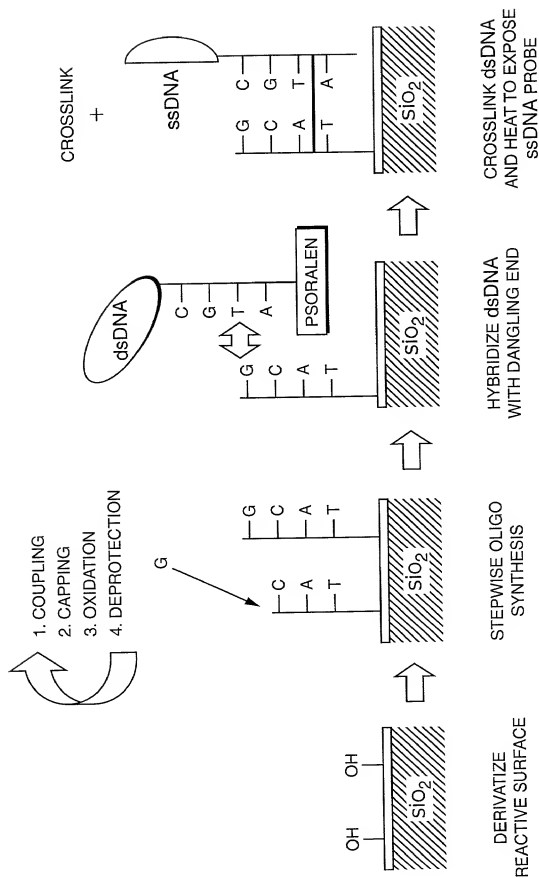 OH OH
SiO₂
DERIVATIZE
REACTIVE SURFACE
1. COUPLING
2. CAPPING
3. OXIDATION
4. DEPROTECTION
G
C
A
T
G
C
A
T
SiO₂
STEPWISE OLIGO
SYNTHESIS
dsDNA
C
G
T
A
PSORALEN
G
C
A
T
SiO₂
HYBRIDIZE dsDNA
WITH DANGLING END
CROSSLINK
+
ssDNA
G C
C G
A T
T A
SiO₂
CROSSLINK dsDNA
AND HEAT TO EXPOSE
ssDNA PROBE